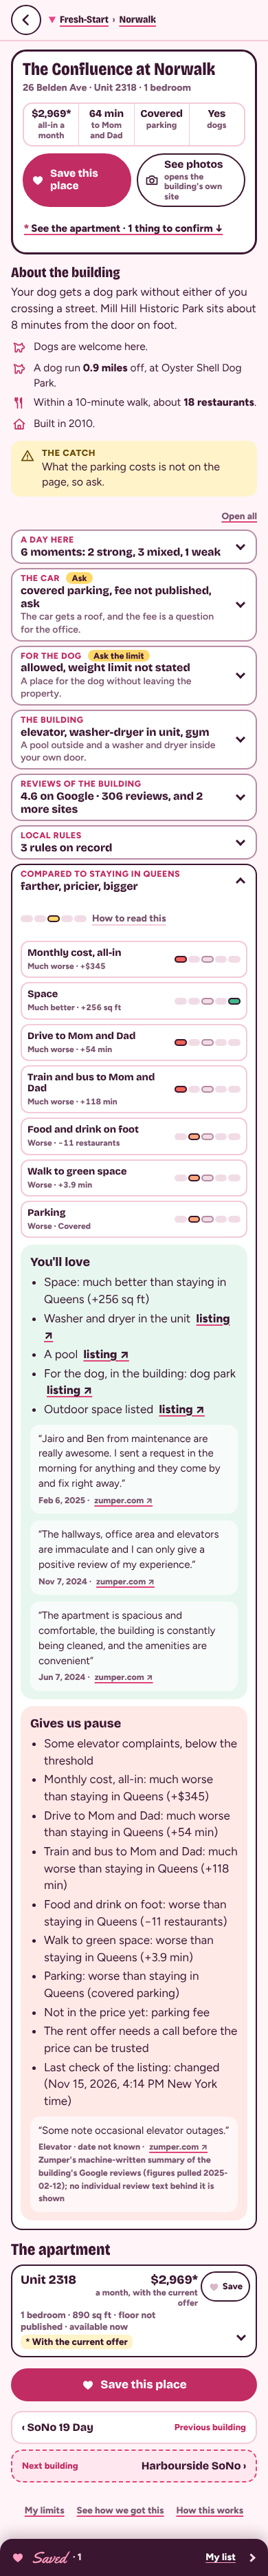 Fresh-Start › Norwalk
The Confluence at Norwalk
26 Belden Ave · Unit 2318 · 1 bedroom
$2,969*
all-in a
month
64 min
to Mom
and Dad
Covered
parking
Yes
dogs
Save this
place
See photos
opens the
building's own
site
* See the apartment · 1 thing to confirm ↓
About the building
Your dog gets a dog park without either of you
crossing a street. Mill Hill Historic Park sits about
8 minutes from the door on foot.
Dogs are welcome here.
A dog run 0.9 miles off, at Oyster Shell Dog
Park.
Within a 10-minute walk, about 18 restaurants.
Built in 2010.
THE CATCH
What the parking costs is not on the
page, so ask.
Open all
A DAY HERE
6 moments: 2 strong, 3 mixed, 1 weak
THE CAR Ask
covered parking, fee not published,
ask
The car gets a roof, and the fee is a question
for the office.
FOR THE DOG Ask the limit
allowed, weight limit not stated
A place for the dog without leaving the
property.
THE BUILDING
elevator, washer-dryer in unit, gym
A pool outside and a washer and dryer inside
your own door.
REVIEWS OF THE BUILDING
4.6 on Google · 306 reviews, and 2
more sites
LOCAL RULES
3 rules on record
COMPARED TO STAYING IN QUEENS
farther, pricier, bigger
How to read this
Monthly cost, all-in
Much worse · +$345
Space
Much better · +256 sq ft
Drive to Mom and Dad
Much worse · +54 min
Train and bus to Mom and
Dad
Much worse · +118 min
Food and drink on foot
Worse · −11 restaurants
Walk to green space
Worse · +3.9 min
Parking
Worse · Covered
You'll love
• Space: much better than staying in
Queens (+256 sq ft)
• Washer and dryer in the unit listing
↗
• A pool listing ↗
• For the dog, in the building: dog park
listing ↗
• Outdoor space listed listing ↗
"Jairo and Ben from maintenance are
really awesome. I sent a request in the
morning for anything and they come by
and fix right away."
Feb 6, 2025 · zumper.com ↗
"The hallways, office area and elevators
are immaculate and I can only give a
positive review of my experience."
Nov 7, 2024 · zumper.com ↗
"The apartment is spacious and
comfortable, the building is constantly
being cleaned, and the amenities are
convenient"
Jun 7, 2024 · zumper.com ↗
Gives us pause
• Some elevator complaints, below the
threshold
• Monthly cost, all-in: much worse
than staying in Queens (+$345)
• Drive to Mom and Dad: much worse
than staying in Queens (+54 min)
• Train and bus to Mom and Dad: much
worse than staying in Queens (+118
min)
• Food and drink on foot: worse than
staying in Queens (−11 restaurants)
• Walk to green space: worse than
staying in Queens (+3.9 min)
• Parking: worse than staying in
Queens (covered parking)
• Not in the price yet: parking fee
• The rent offer needs a call before the
price can be trusted
• Last check of the listing: changed
(Nov 15, 2026, 4:14 PM New York
time)
"Some note occasional elevator outages."
Elevator · date not known · zumper.com ↗
Zumper's machine-written summary of the
building's Google reviews (figures pulled 2025-
02-12); no individual review text behind it is
shown
The apartment
Unit 2318
$2,969*
a month, with the current
offer
Save
1 bedroom · 890 sq ft · floor not
published · available now
* With the current offer
Save this place
‹ SoNo 19 Day
Previous building
Next building
Harbourside SoNo ›
My limits
See how we got this
How this works
Saved · 1
My list